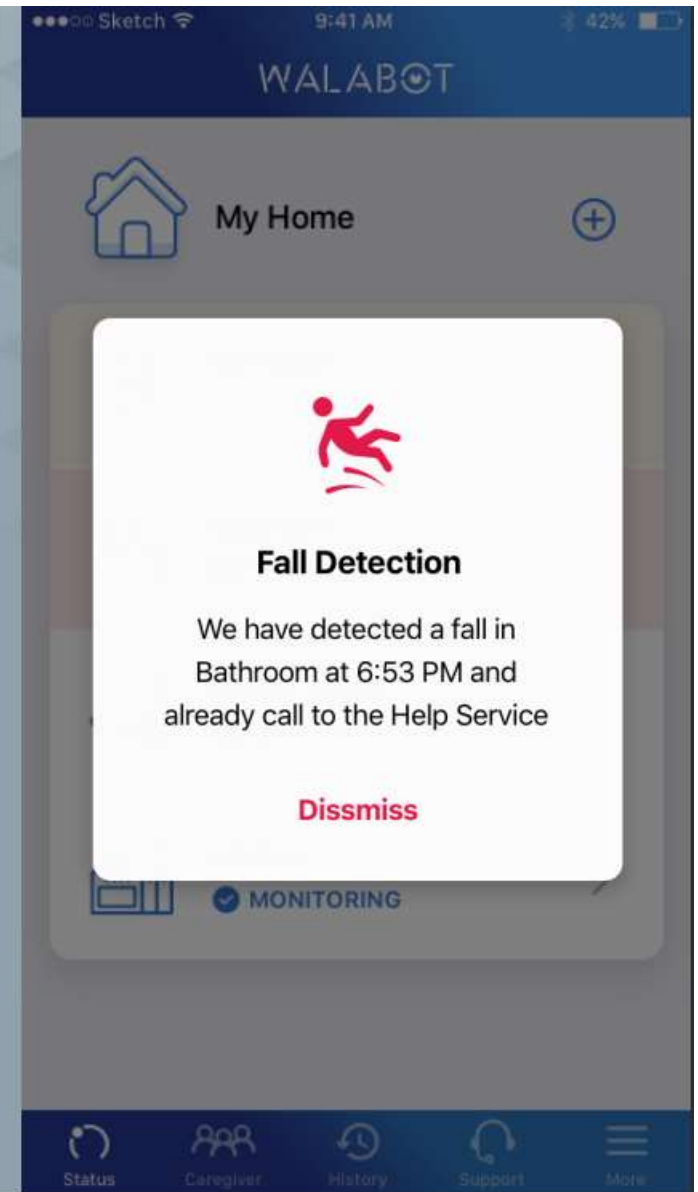 Sketch 9:41 AM 42%
WALABOT
My Home
Fall Detection
We have detected a fall in
Bathroom at 6:53 PM and
already call to the Help Service
Dissmiss
MONITORING
Status Caregiver History Support More